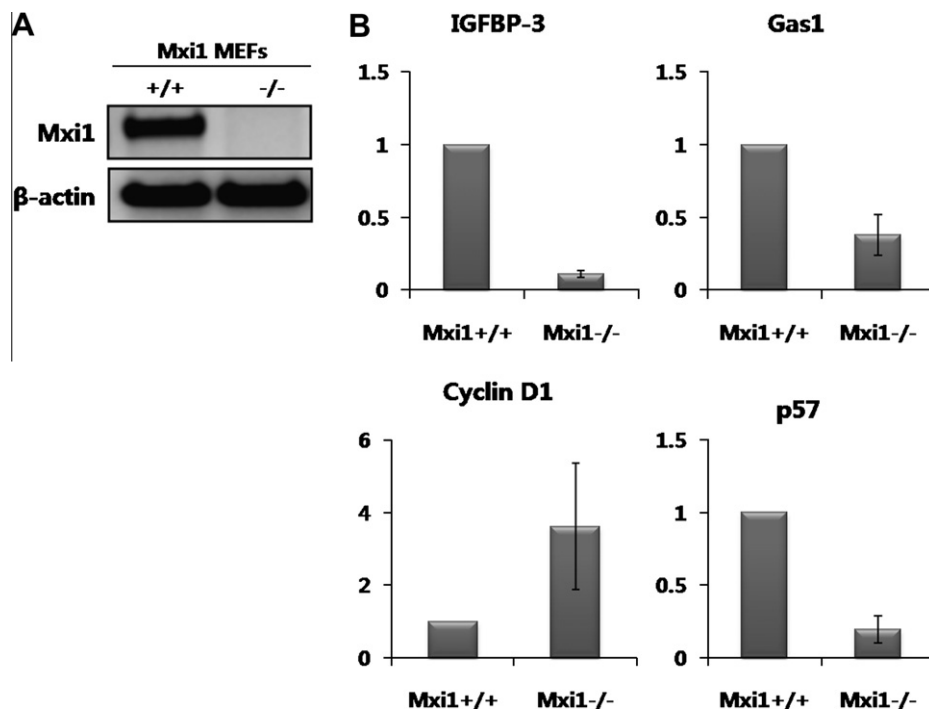 A
Mxi1 MEFs
+/+ -/-
Mxi1
β-actin
B
IGFBP-3
1.5
1
0.5
0
Mxi1+/+ Mxi1-/-
Gas1
1.5
1
0.5
0
Mxi1+/+ Mxi1-/-
Cyclin D1
6
4
2
0
Mxi1+/+ Mxi1-/-
p57
1.5
1
0.5
0
Mxi1+/+ Mxi1-/-